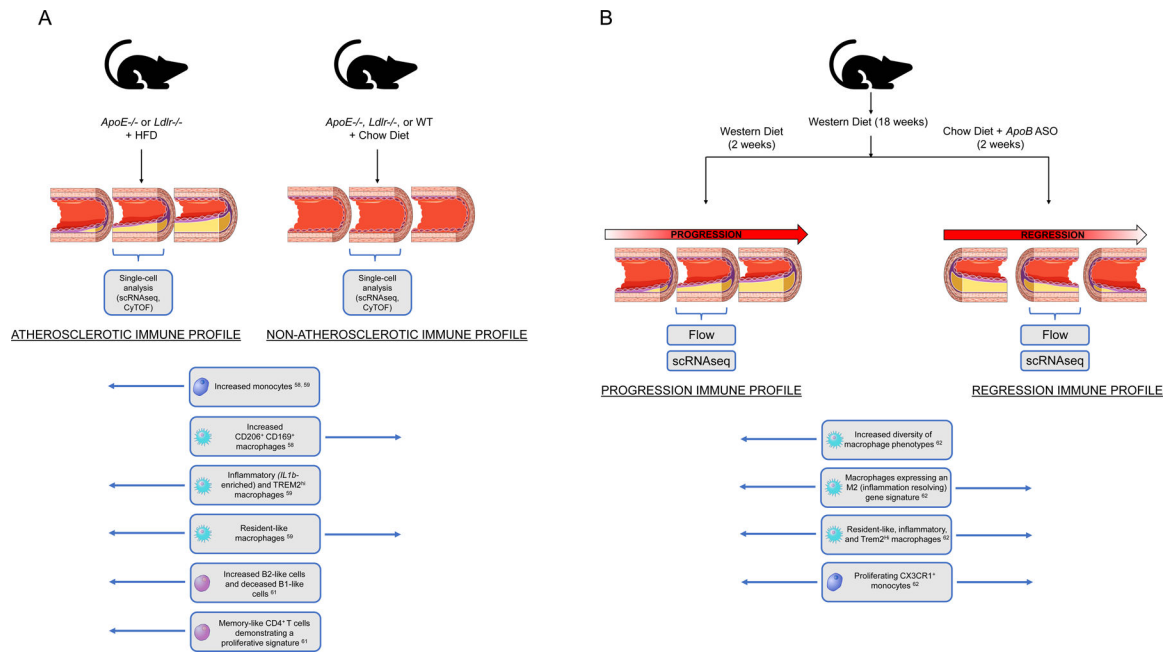 A
ApoE-/- or Ldlr-/-
+ HFD
ApoE-/-, Ldlr-/-, or WT
+ Chow Diet
Single-cell
analysis
(scRNAseq,
CyTOF)
Single-cell
analysis
(scRNAseq,
CyTOF)
ATHEROSCLEROTIC IMMUNE PROFILE
NON-ATHEROSCLEROTIC IMMUNE PROFILE
Increased monocytes 58, 59
Increased
CD206+ CD169+
macrophages 58
Inflammatory (IL1b-
enriched) and TREM2hi
macrophages 59
Resident-like
macrophages 59
Increased B2-like cells
and deceased B1-like
cells 61
Memory-like CD4+ T cells
demonstrating a
proliferative signature 61
B
Western Diet (18 weeks)
Western Diet
(2 weeks)
Chow Diet + ApoB ASO
(2 weeks)
PROGRESSION
REGRESSION
Flow
scRNAseq
Flow
scRNAseq
PROGRESSION IMMUNE PROFILE
REGRESSION IMMUNE PROFILE
Increased diversity of
macrophage phenotypes 62
Macrophages expressing an
M2 (inflammation resolving)
gene signature 62
Resident-like, inflammatory,
and Trem2Hi macrophages 62
Proliferating CX3CR1+
monocytes 62